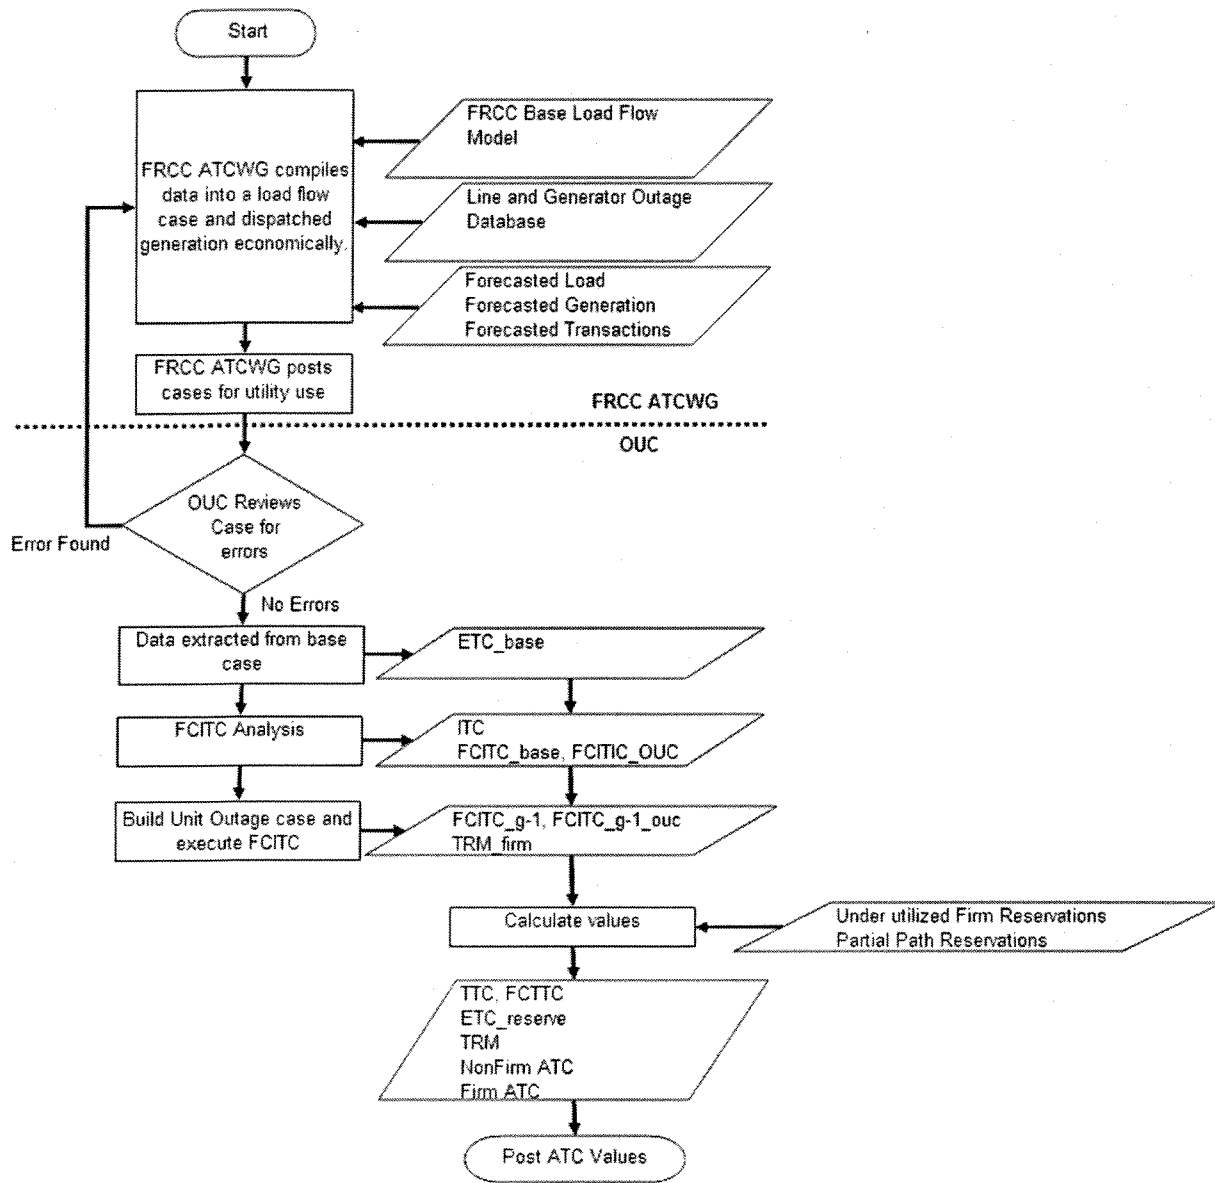 Start
FRCC ATCWG compiles
data into a load flow
case and dispatched
generation economically.
FRCC Base Load Flow
Model
Line and Generator Outage
Database
Forecasted Load
Forecasted Generation
Forecasted Transactions
FRCC ATCWG posts
cases for utility use
FRCC ATCWG
OUC
OUC Reviews
Case for
errors
Error Found
No Errors
Data extracted from base
case
ETC_base
FCITC Analysis
ITC
FCITC_base, FCITIC_OUC
Build Unit Outage case and
execute FCITC
FCITC_g-1, FCITC_g-1_ouc
TRM_firm
Calculate values
Under utilized Firm Reservations
Partial Path Reservations
TTC, FCTTC
ETC_reserve
TRM
NonFirm ATC
Firm ATC
Post ATC Values